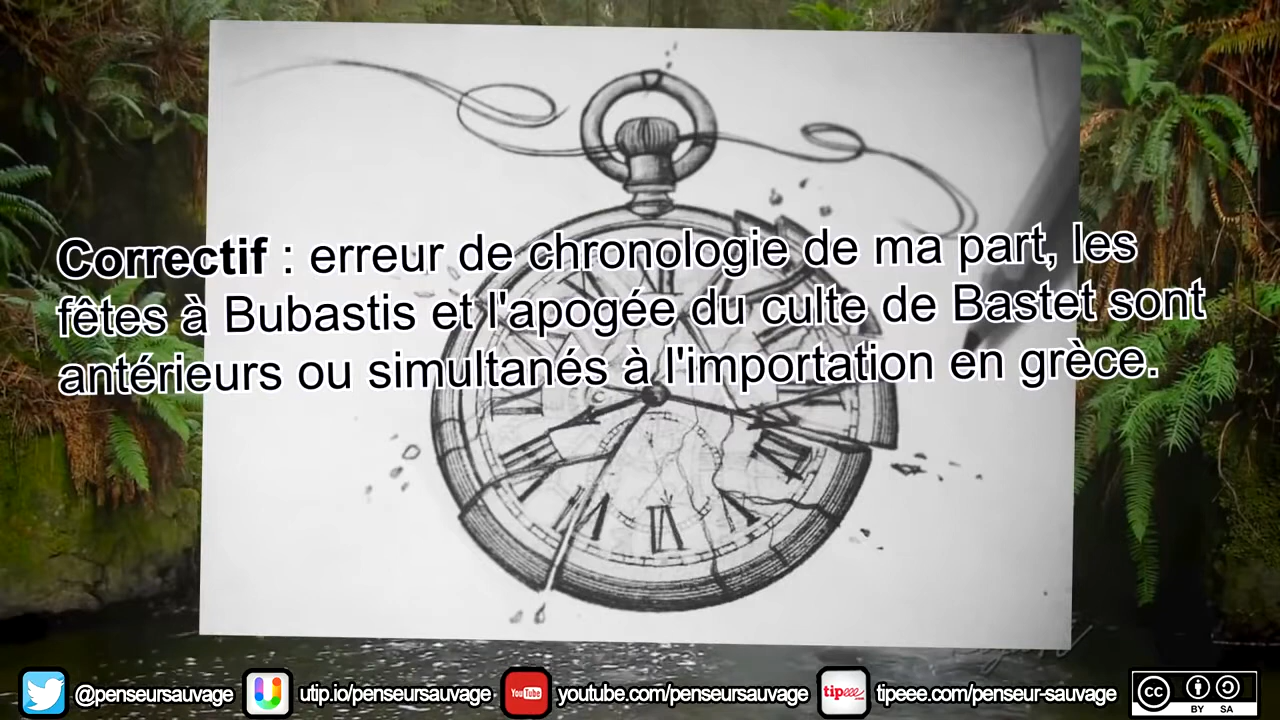 Correctif : erreur de chronologie de ma part, les
fêtes à Bubastis et l'apogée du culte de Bastet sont
antérieurs ou simultanés à l'importation en grèce.
@penseursauvage
utip.io/penseursauvage
YouTube
youtube.com/penseursauvage
tipeee
tipeee.com/penseur-sauvage
cc
BY SA